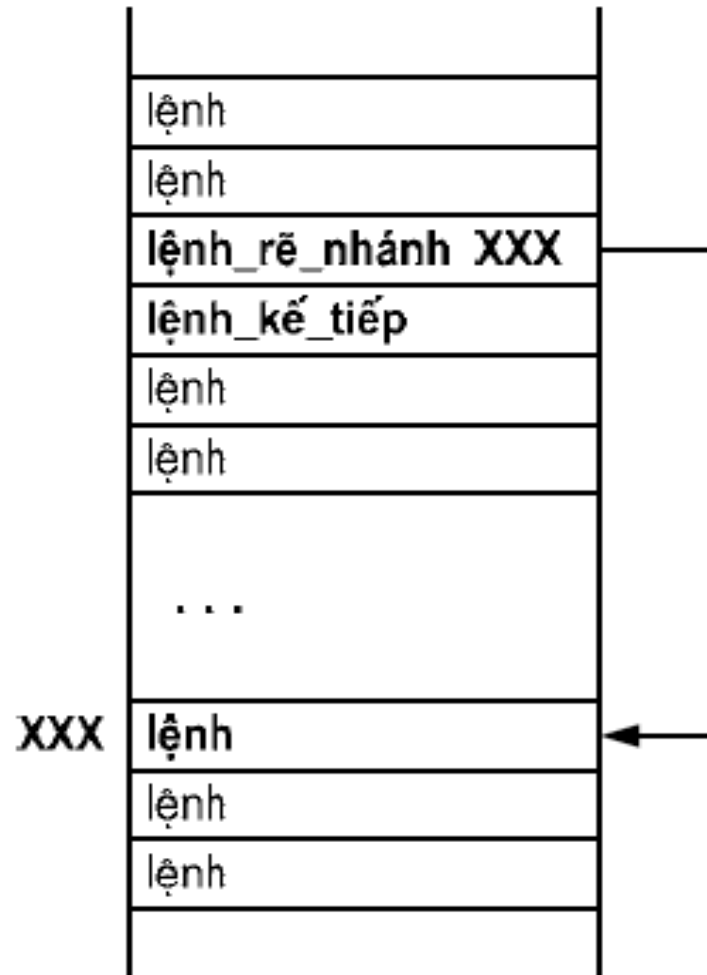 lệnh
lệnh
lệnh_rẽ_nhánh XXX
lệnh_kế_tiếp
lệnh
lệnh
. . .
XXX lệnh
lệnh
lệnh